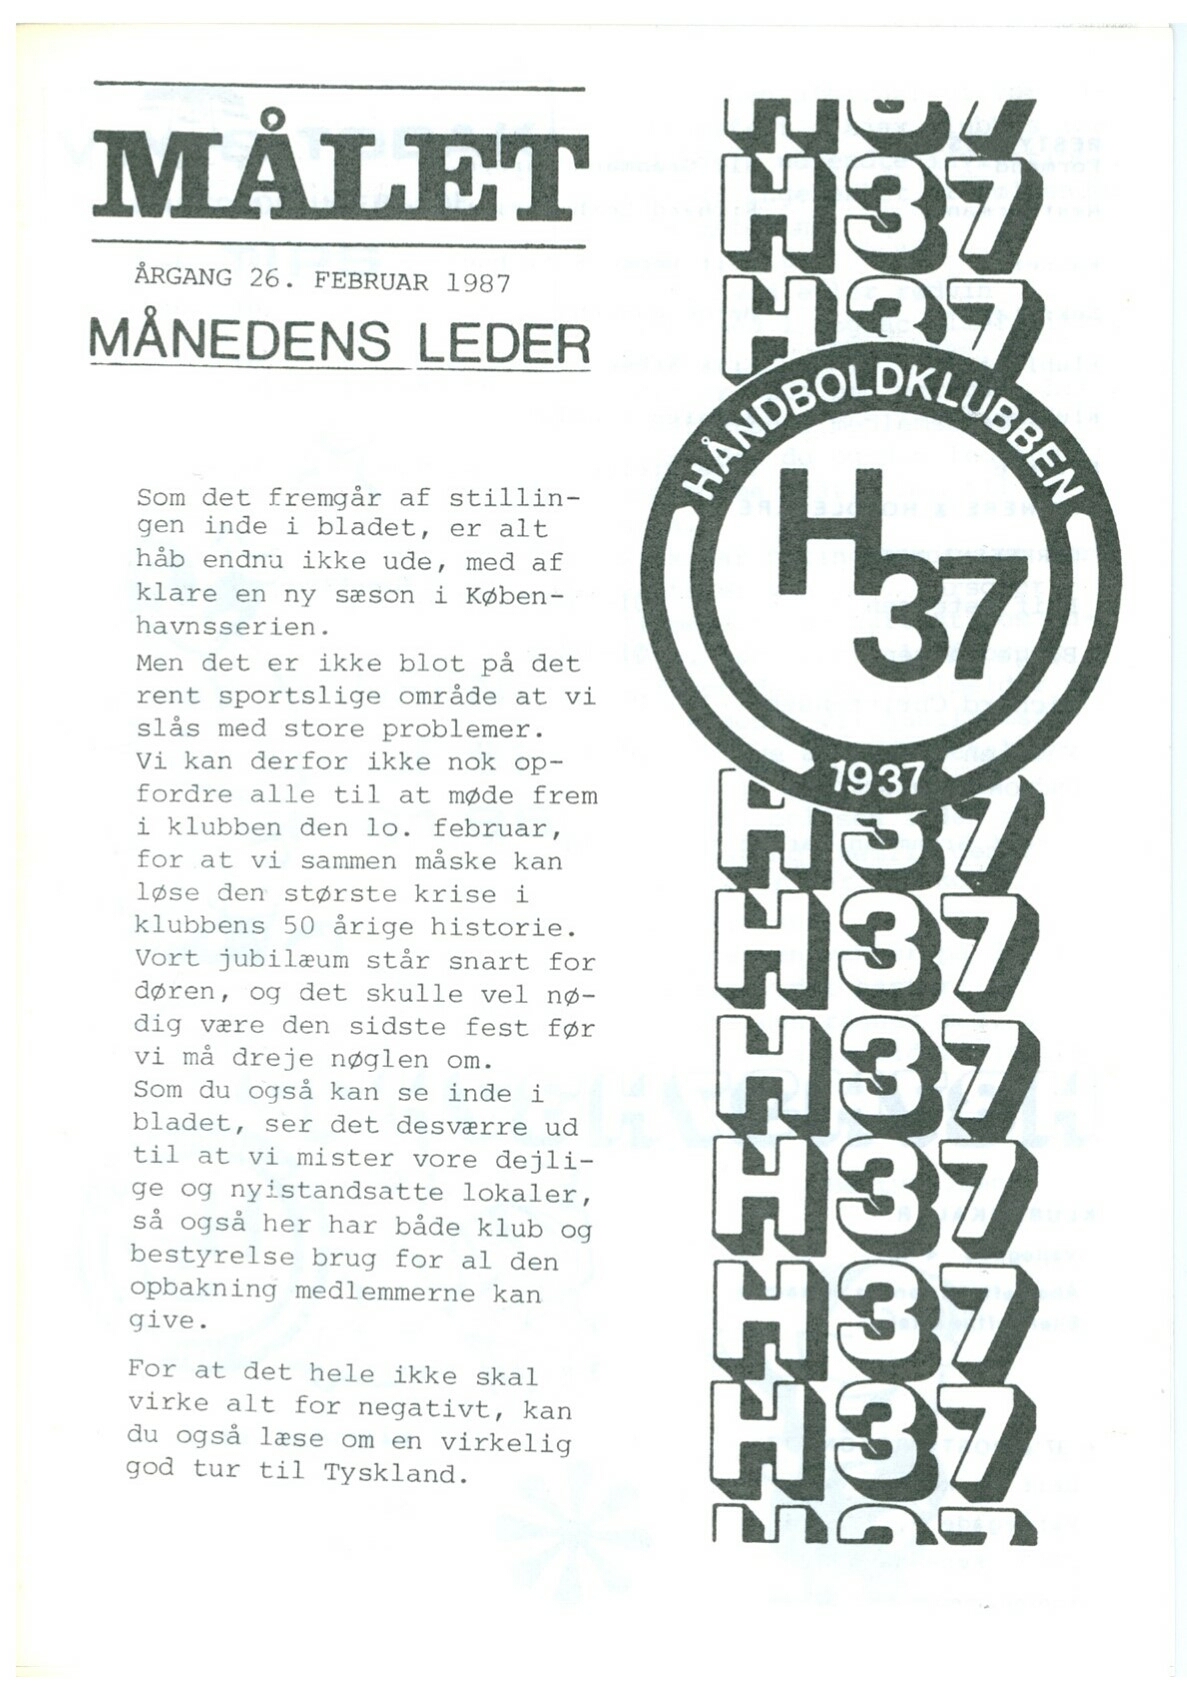 MÅLET
ÅRGANG 26. FEBRUAR 1987
MÅNEDENS LEDER
Som det fremgår af stillin-
gen inde i bladet, er alt
håb endnu ikke ude, med af
klare en ny sæson i Køben-
havnsserien.
Men det er ikke blot på det
rent sportslige område at vi
slås med store problemer.
Vi kan derfor ikke nok op-
fordre alle til at møde frem
i klubben den lo. februar,
for at vi sammen måske kan
løse den største krise i
klubbens 50 årige historie.
Vort jubilæum står snart for
døren, og det skulle vel nø-
dig være den sidste fest før
vi må dreje nøglen om.
Som du også kan se inde i
bladet, ser det desværre ud
til at vi mister vore dejli-
ge og nyistandsatte lokaler,
så også her har både klub og
bestyrelse brug for al den
opbakning medlemmerne kan
give.
For at det hele ikke skal
virke alt for negativt, kan
du også læse om en virkelig
god tur til Tyskland.
H37
H37
H37
HÅNDBOLDKLUBBEN
H37
1937
H37
H37
H37
H37
H37
H37
H37